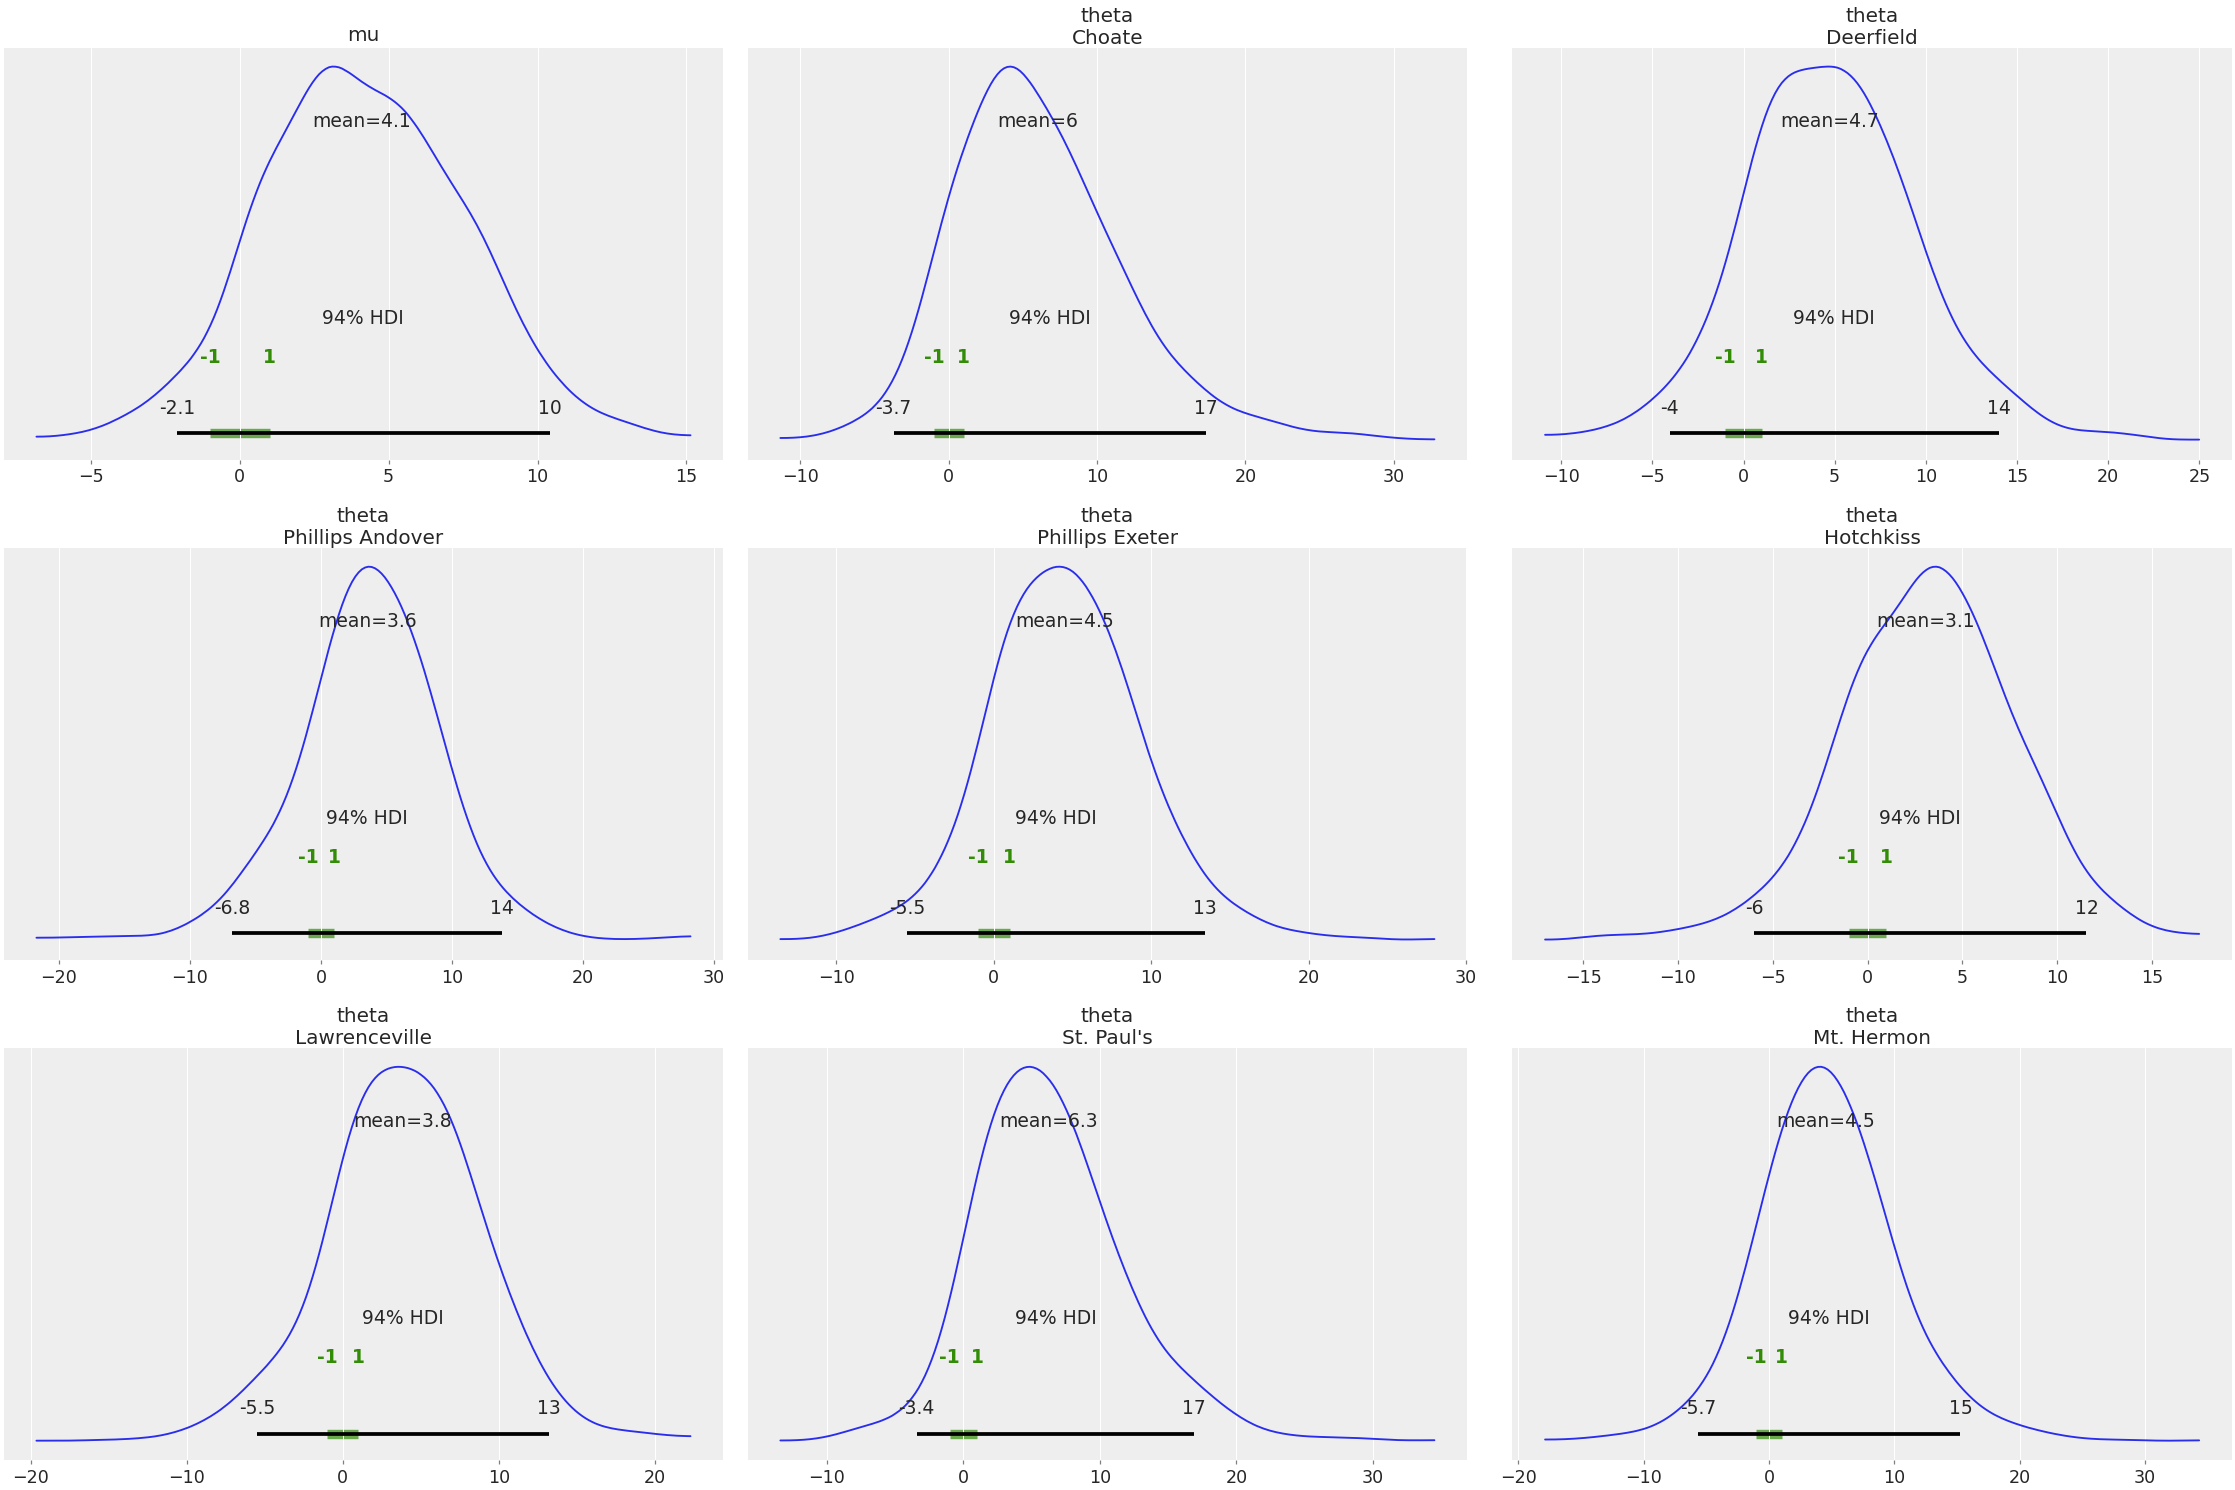 mu
mean=4.1
94% HDI
-1 1
-2.1 10
−5 0 5 10 15
theta
Choate
mean=6
94% HDI
-1 1
-3.7 17
−10 0 10 20 30
theta
Deerfield
mean=4.7
94% HDI
-1 1
-4 14
−10 −5 0 5 10 15 20 25
theta
Phillips Andover
mean=3.6
94% HDI
-1 1
-6.8 14
−20 −10 0 10 20 30
theta
Phillips Exeter
mean=4.5
94% HDI
-1 1
-5.5 13
−10 0 10 20 30
theta
Hotchkiss
mean=3.1
94% HDI
-1 1
-6 12
−15 −10 −5 0 5 10 15
theta
Lawrenceville
mean=3.8
94% HDI
-1 1
-5.5 13
−20 −10 0 10 20
theta
St. Paul's
mean=6.3
94% HDI
-1 1
-3.4 17
−10 0 10 20 30
theta
Mt. Hermon
mean=4.5
94% HDI
-1 1
-5.7 15
−20 −10 0 10 20 30